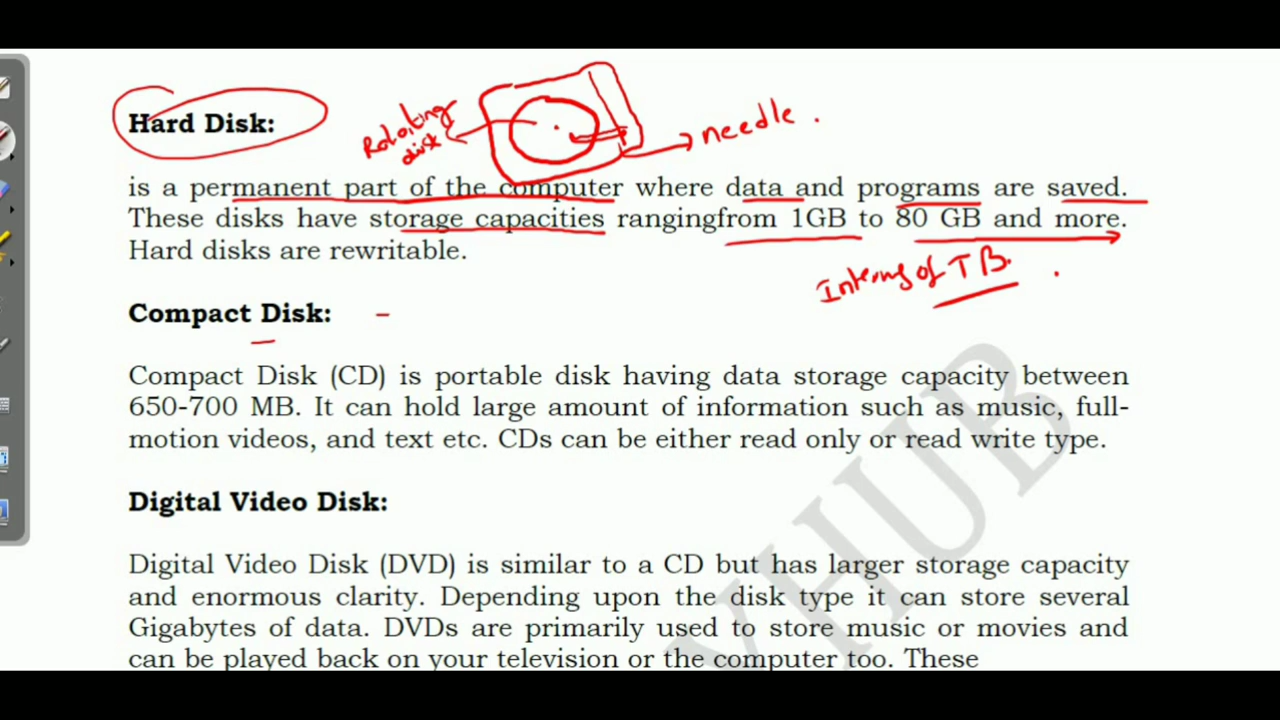 Hard Disk:
Rotating
disk
needle.
is a permanent part of the computer where data and programs are saved.
These disks have storage capacities rangingfrom 1GB to 80 GB and more.
Hard disks are rewritable.
Interms of TB.
Compact Disk: -
Compact Disk (CD) is portable disk having data storage capacity between
650-700 MB. It can hold large amount of information such as music, full-
motion videos, and text etc. CDs can be either read only or read write type.
Digital Video Disk:
Digital Video Disk (DVD) is similar to a CD but has larger storage capacity
and enormous clarity. Depending upon the disk type it can store several
Gigabytes of data. DVDs are primarily used to store music or movies and
can be played back on your television or the computer too. These
YHUB